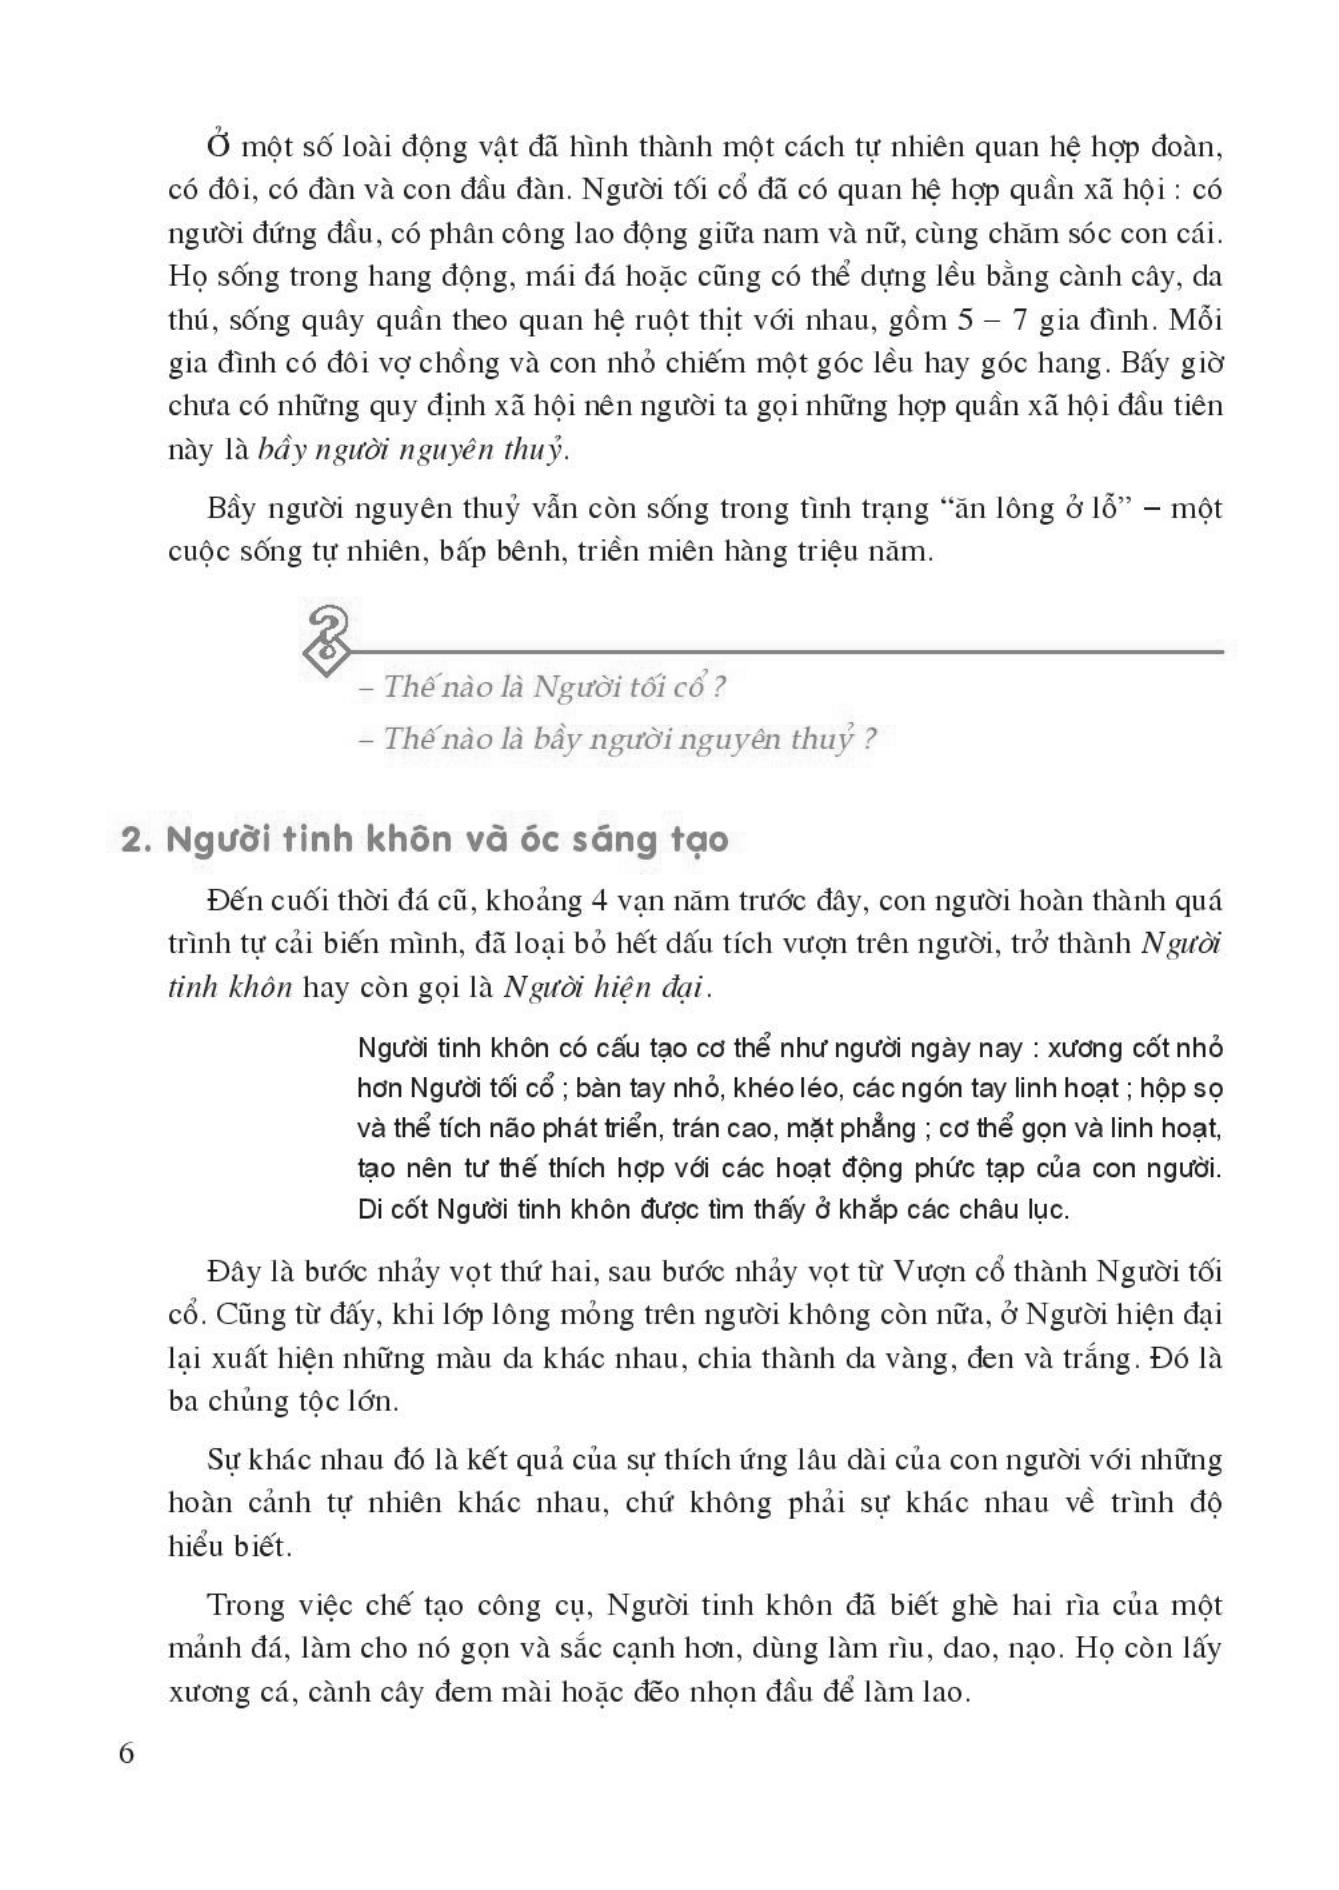 Ở một số loài động vật đã hình thành một cách tự nhiên quan hệ hợp đoàn,
có đôi, có đàn và con đầu đàn. Người tối cổ đã có quan hệ hợp quần xã hội : có
người đứng đầu, có phân công lao động giữa nam và nữ, cùng chăm sóc con cái.
Họ sống trong hang động, mái đá hoặc cũng có thể dựng lều bằng cành cây, da
thú, sống quây quần theo quan hệ ruột thịt với nhau, gồm 5 – 7 gia đình. Mỗi
gia đình có đôi vợ chồng và con nhỏ chiếm một góc lều hay góc hang. Bấy giờ
chưa có những quy định xã hội nên người ta gọi những hợp quần xã hội đầu tiên
này là bầy người nguyên thuỷ.
Bầy người nguyên thuỷ vẫn còn sống trong tình trạng “ăn lông ở lỗ” – một
cuộc sống tự nhiên, bấp bênh, triền miên hàng triệu năm.
?
– Thế nào là Người tối cổ ?
– Thế nào là bầy người nguyên thuỷ ?
2. Người tinh khôn và óc sáng tạo
Đến cuối thời đá cũ, khoảng 4 vạn năm trước đây, con người hoàn thành quá
trình tự cải biến mình, đã loại bỏ hết dấu tích vượn trên người, trở thành Người
tinh khôn hay còn gọi là Người hiện đại.
Người tinh khôn có cấu tạo cơ thể như người ngày nay : xương cốt nhỏ
hơn Người tối cổ ; bàn tay nhỏ, khéo léo, các ngón tay linh hoạt ; hộp sọ
và thể tích não phát triển, trán cao, mặt phẳng ; cơ thể gọn và linh hoạt,
tạo nên tư thế thích hợp với các hoạt động phức tạp của con người.
Di cốt Người tinh khôn được tìm thấy ở khắp các châu lục.
Đây là bước nhảy vọt thứ hai, sau bước nhảy vọt từ Vượn cổ thành Người tối
cổ. Cũng từ đấy, khi lớp lông mỏng trên người không còn nữa, ở Người hiện đại
lại xuất hiện những màu da khác nhau, chia thành da vàng, đen và trắng. Đó là
ba chủng tộc lớn.
Sự khác nhau đó là kết quả của sự thích ứng lâu dài của con người với những
hoàn cảnh tự nhiên khác nhau, chứ không phải sự khác nhau về trình độ
hiểu biết.
Trong việc chế tạo công cụ, Người tinh khôn đã biết ghè hai rìa của một
mảnh đá, làm cho nó gọn và sắc cạnh hơn, dùng làm rìu, dao, nạo. Họ còn lấy
xương cá, cành cây đem mài hoặc đẽo nhọn đầu để làm lao.
6